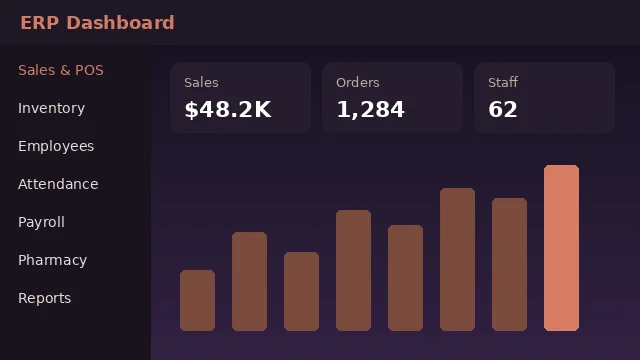 ERP Dashboard
Sales & POS
Inventory
Employees
Attendance
Payroll
Pharmacy
Reports
Sales
$48.2K
Orders
1,284
Staff
62